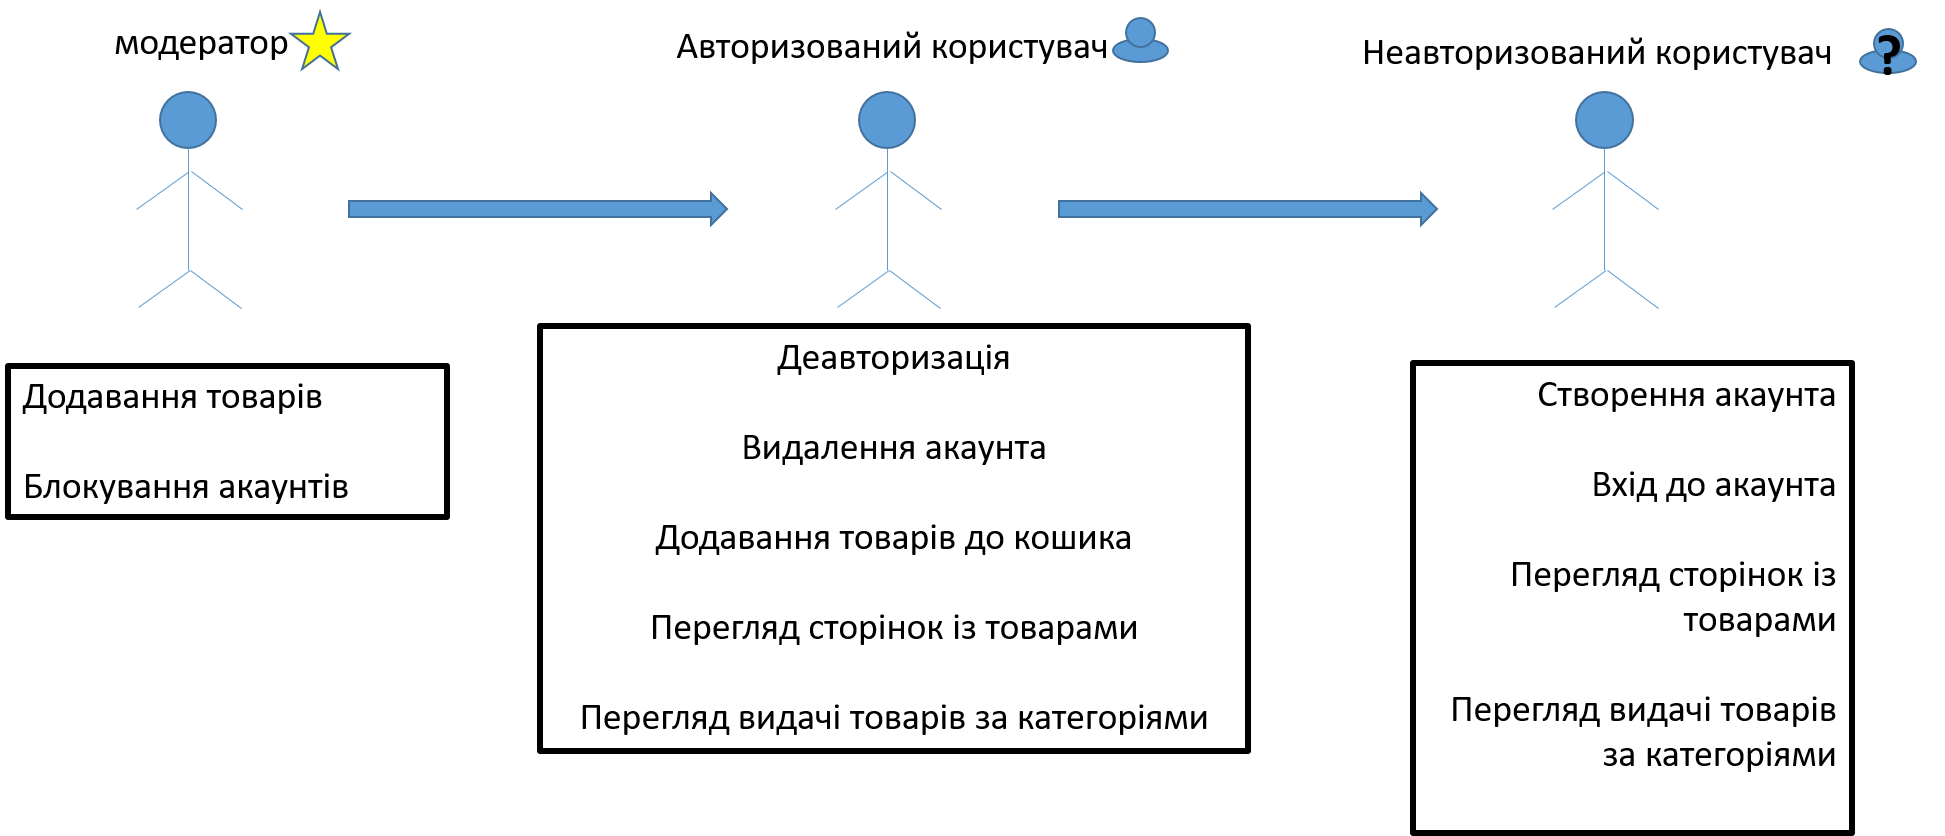 модератор
Авторизований користувач
Неавторизований користувач
?
Додавання товарів
Блокування акаунтів
Деавторизація
Видалення акаунта
Додавання товарів до кошика
Перегляд сторінок із товарами
Перегляд видачі товарів за категоріями
Створення акаунта
Вхід до акаунта
Перегляд сторінок із
товарами
Перегляд видачі товарів
за категоріями